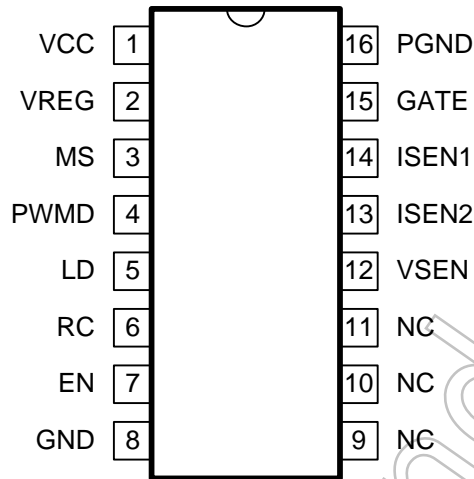 VCC 1 16 PGND
VREG 2 15 GATE
MS 3 14 ISEN1
PWMD 4 13 ISEN2
LD 5 12 VSEN
RC 6 11 NC
EN 7 10 NC
GND 8 9 NC